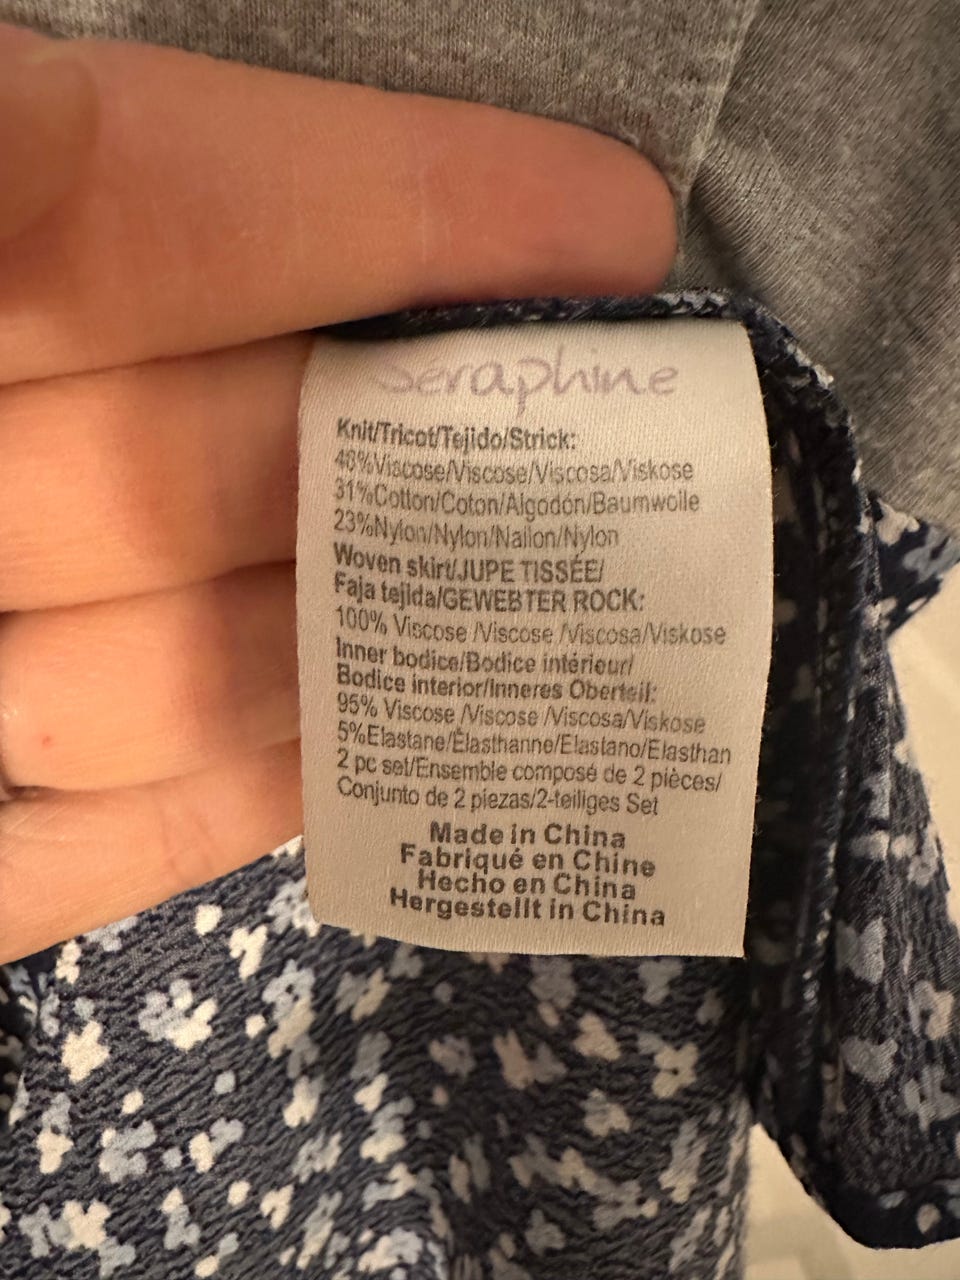 Séraphine
Knit/Tricot/Tejido/Strick:
46%Viscose/Viscose/Viscosa/Viskose
31%Cotton/Coton/Algodón/Baumwolle
23%Nylon/Nylon/Nailon/Nylon
Woven skirt/JUPE TISSÉE/
Faja tejida/GEWEBTER ROCK:
100% Viscose /Viscose /Viscosa/Viskose
Inner bodice/Bodice intérieur/
Bodice interior/Inneres Oberteil:
95% Viscose /Viscose /Viscosa/Viskose
5%Elastane/Élasthanne/Elastano/Elasthan
2 pc set/Ensemble composé de 2 pièces/
Conjunto de 2 piezas/2-teiliges Set
Made in China
Fabriqué en Chine
Hecho en China
Hergestellt in China